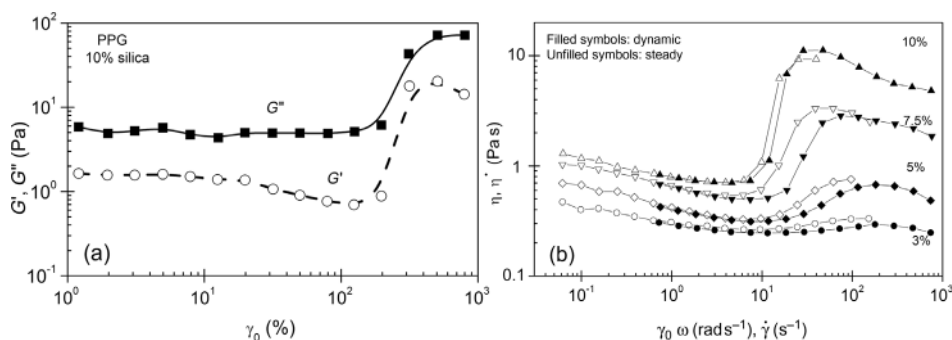 PPG
10% silica
G', G'' (Pa)
10²
10¹
10⁰
10⁻¹
G''
G'
(a)
10⁰ 10¹ 10² 10³
γ₀ (%)
Filled symbols: dynamic
Unfilled symbols: steady
η, η* (Pa s)
10
1
0.1
10%
7.5%
5%
3%
(b)
10⁻¹ 10⁰ 10¹ 10² 10³
γ₀ ω (rad s⁻¹), γ̇ (s⁻¹)